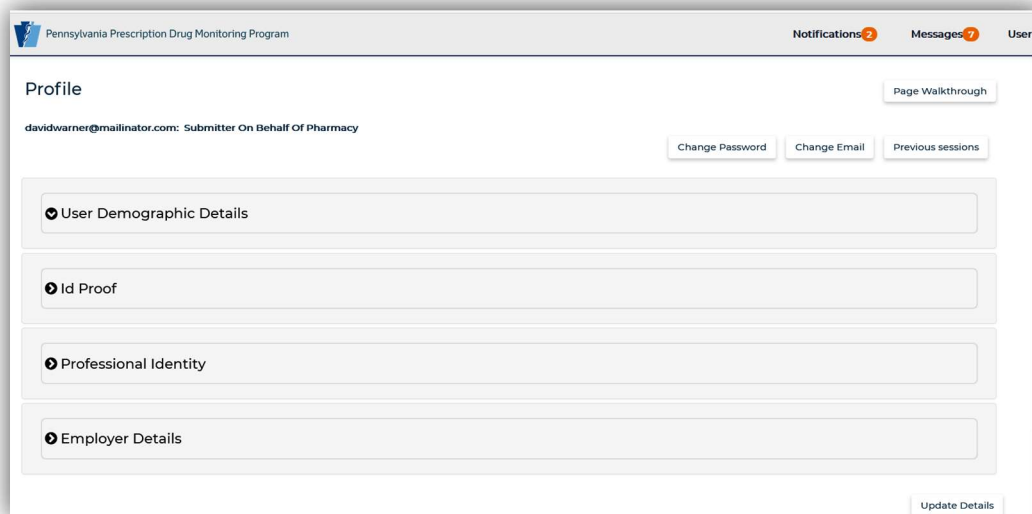 Pennsylvania Prescription Drug Monitoring Program Notifications 2 Messages 7 User
Profile
Page Walkthrough
davidwarner@mailinator.com: Submitter On Behalf Of Pharmacy
Change Password Change Email Previous sessions
User Demographic Details
Id Proof
Professional Identity
Employer Details
Update Details